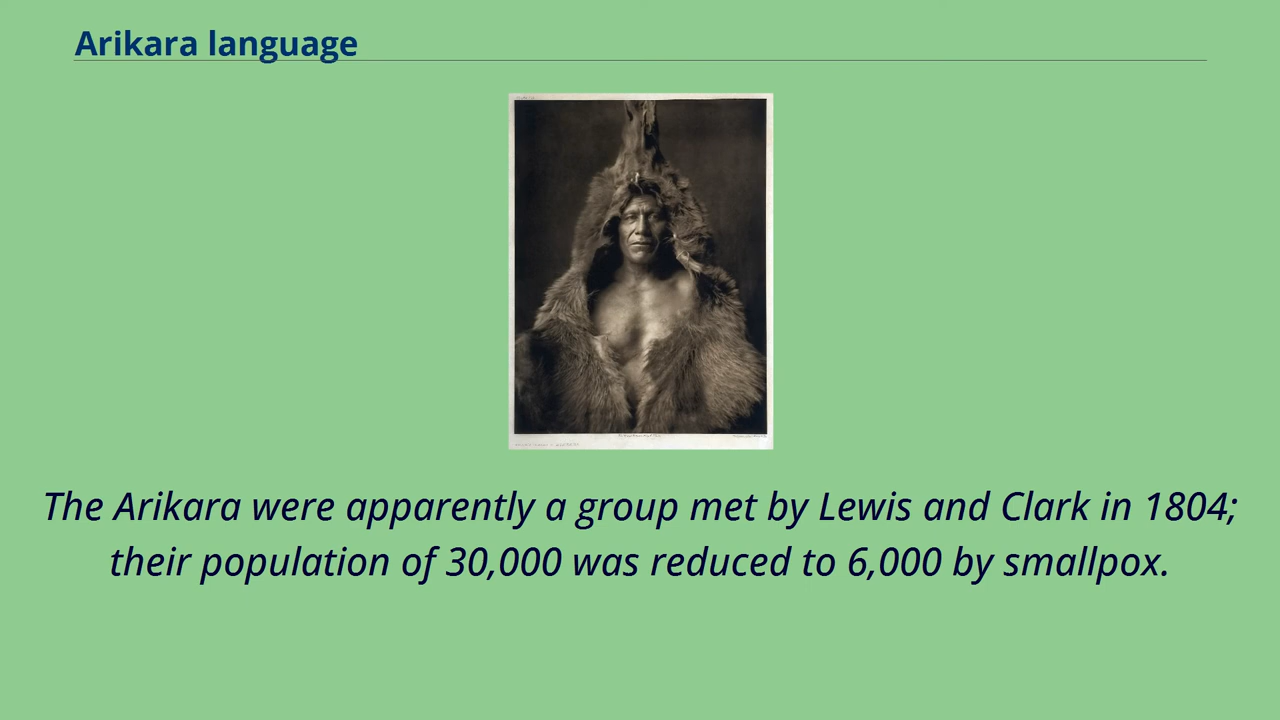 Arikara language
The Arikara were apparently a group met by Lewis and Clark in 1804;
their population of 30,000 was reduced to 6,000 by smallpox.